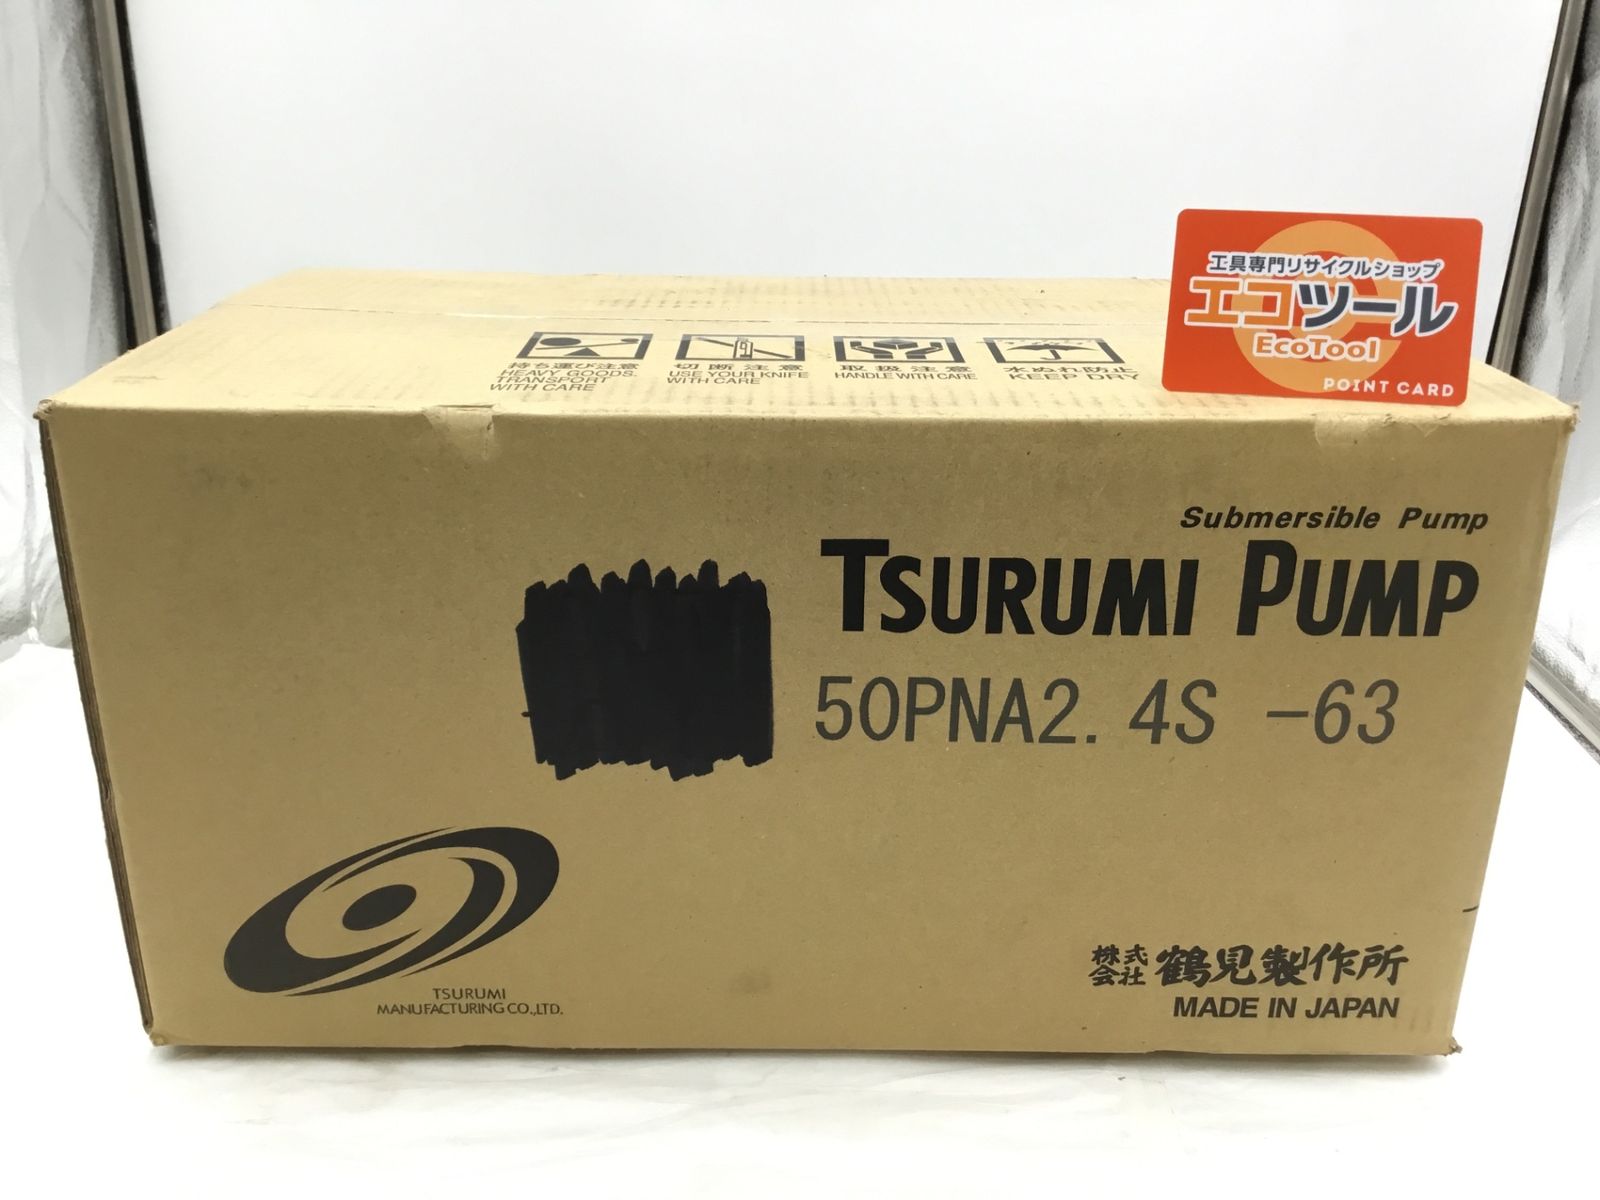 工具専門リサイクルショップ
エコツール
EcoTool
POINT CARD
持ち運び注意
HEAVY GOODS.
TRANSPORT
WITH CARE
切断注意
USE YOUR KNIFE
WITH CARE
取扱注意
HANDLE WITH CARE
水ぬれ防止
KEEP DRY
Submersible Pump
TSURUMI PUMP
50PNA2.4S -63
TSURUMI
MANUFACTURING CO.,LTD.
株式会社 鶴見製作所
MADE IN JAPAN